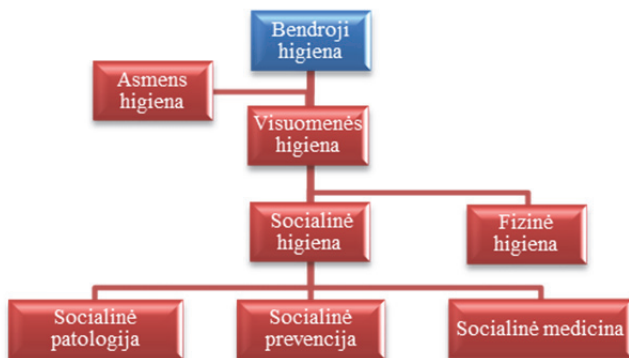 Bendroji
higiena
Asmens
higiena
Visuomenės
higiena
Socialinė
higiena
Fizinė
higiena
Socialinė
patologija
Socialinė
prevencija
Socialinė medicina